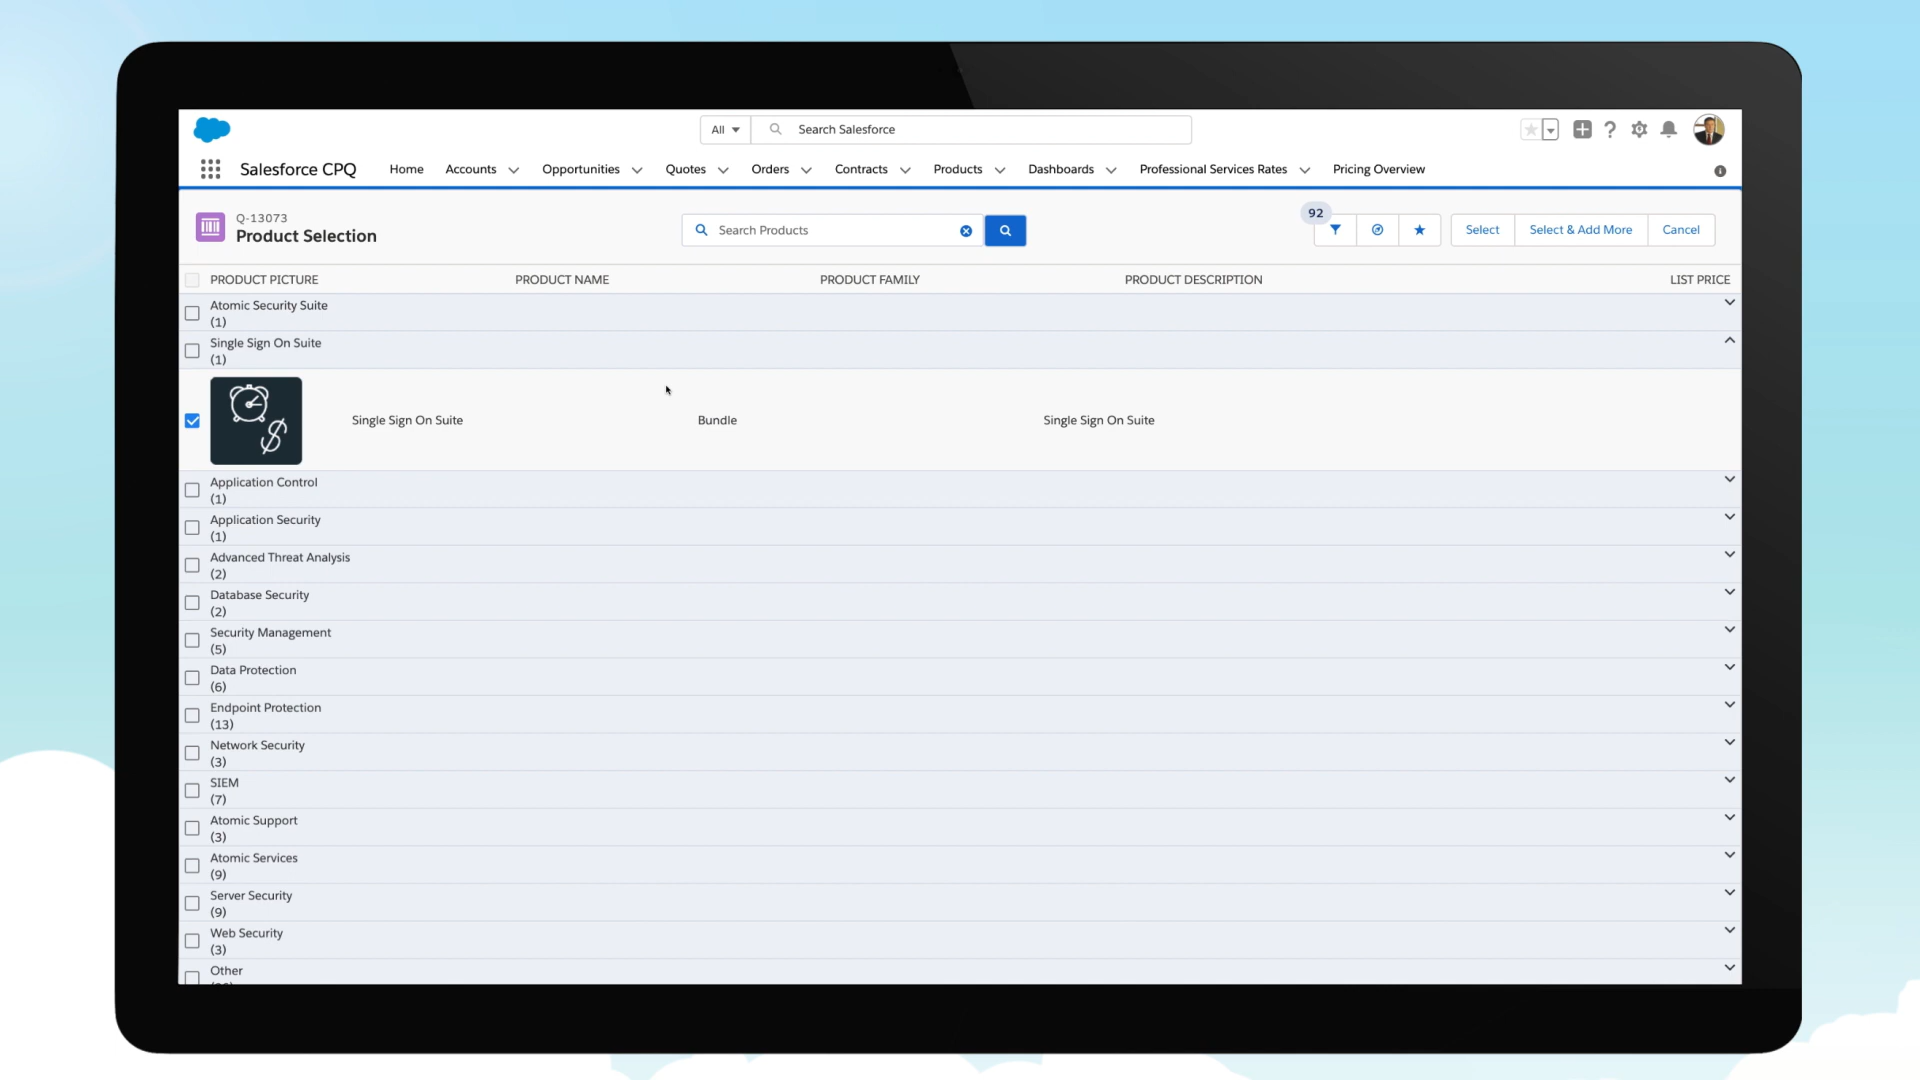 All
Search Salesforce
Salesforce CPQ
Home
Accounts
Opportunities
Quotes
Orders
Contracts
Products
Dashboards
Professional Services Rates
Pricing Overview
Q-13073
Product Selection
Search Products
92
Select
Select & Add More
Cancel
PRODUCT PICTURE
PRODUCT NAME
PRODUCT FAMILY
PRODUCT DESCRIPTION
LIST PRICE
Atomic Security Suite
(1)
Single Sign On Suite
(1)
Single Sign On Suite
Bundle
Single Sign On Suite
Application Control
(1)
Application Security
(1)
Advanced Threat Analysis
(2)
Database Security
(2)
Security Management
(5)
Data Protection
(6)
Endpoint Protection
(13)
Network Security
(3)
SIEM
(7)
Atomic Support
(3)
Atomic Services
(9)
Server Security
(9)
Web Security
(3)
Other